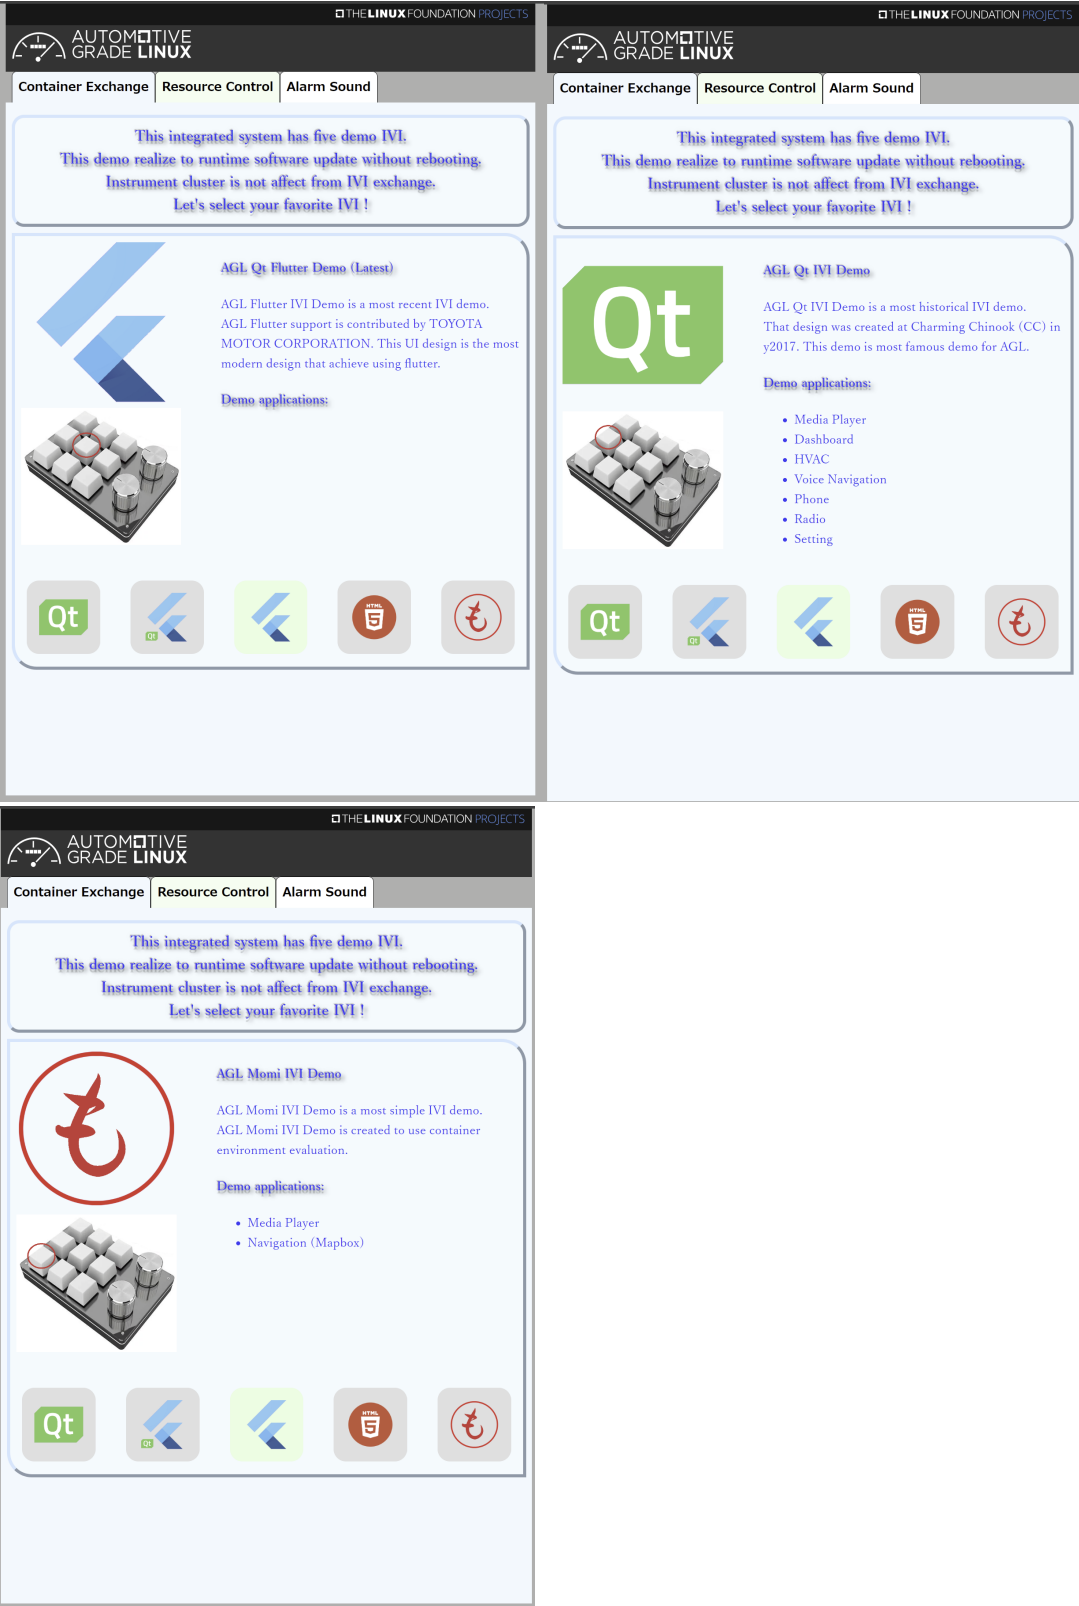 THE LINUX FOUNDATION PROJECTS
AUTOMOTIVE
GRADE LINUX
Container Exchange
Resource Control
Alarm Sound
This integrated system has five demo IVI.
This demo realize to runtime software update without rebooting.
Instrument cluster is not affect from IVI exchange.
Let's select your favorite IVI !
AGL Qt Flutter Demo (Latest)
AGL Flutter IVI Demo is a most recent IVI demo.
AGL Flutter support is contributed by TOYOTA
MOTOR CORPORATION. This UI design is the most
modern design that achieve using flutter.
Demo applications:
Qt
Qt
HTML
5
も
THE LINUX FOUNDATION PROJECTS
AUTOMOTIVE
GRADE LINUX
Container Exchange
Resource Control
Alarm Sound
This integrated system has five demo IVI.
This demo realize to runtime software update without rebooting.
Instrument cluster is not affect from IVI exchange.
Let's select your favorite IVI !
Qt
AGL Qt IVI Demo
AGL Qt IVI Demo is a most historical IVI demo.
That design was created at Charming Chinook (CC) in
y2017. This demo is most famous demo for AGL.
Demo applications:
• Media Player
• Dashboard
• HVAC
• Voice Navigation
• Phone
• Radio
• Setting
Qt
Qt
HTML
5
も
THE LINUX FOUNDATION PROJECTS
AUTOMOTIVE
GRADE LINUX
Container Exchange
Resource Control
Alarm Sound
This integrated system has five demo IVI.
This demo realize to runtime software update without rebooting.
Instrument cluster is not affect from IVI exchange.
Let's select your favorite IVI !
も
AGL Momi IVI Demo
AGL Momi IVI Demo is a most simple IVI demo.
AGL Momi IVI Demo is created to use container
environment evaluation.
Demo applications:
• Media Player
• Navigation (Mapbox)
Qt
Qt
HTML
5
も